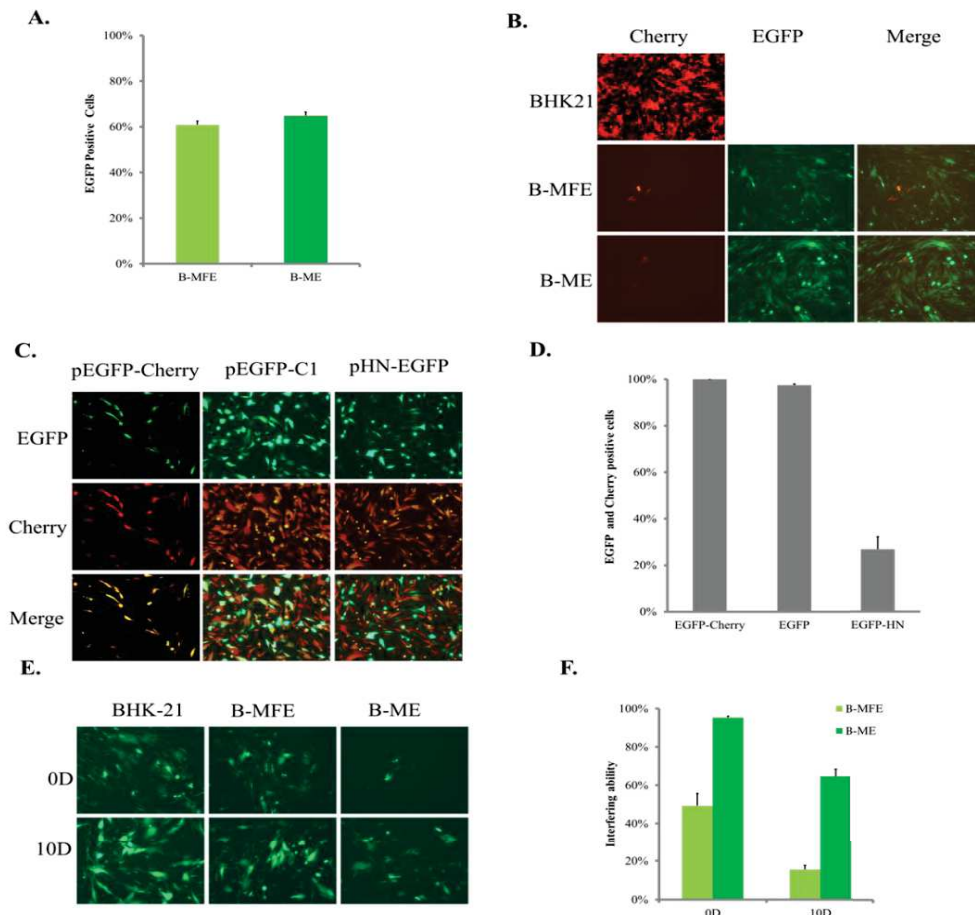 A.
100%
80%
60%
40%
20%
0%
EGFP Positive Cells
B-MFE
B-ME
B.
Cherry
EGFP
Merge
BHK21
B-MFE
B-ME
C.
pEGFP-Cherry
pEGFP-C1
pHN-EGFP
EGFP
Cherry
Merge
D.
100%
80%
60%
40%
20%
0%
EGFP and Cherry positive cells
EGFP-Cherry
EGFP
EGFP-HN
E.
BHK-21
B-MFE
B-ME
0D
10D
F.
100%
80%
60%
40%
20%
0%
Interfering ability
B-MFE
B-ME
0D
10D